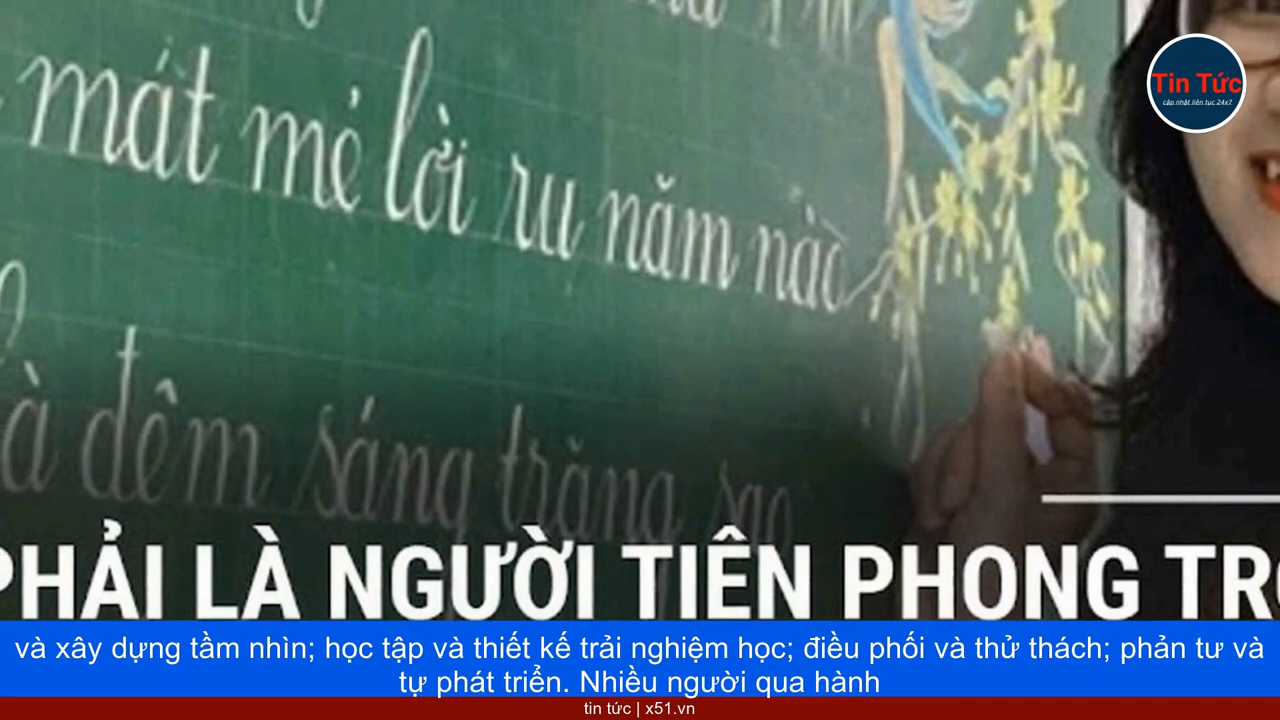 mát mẻ lời ru năm nào
đêm sáng trăng sao
Tin Tức
cập nhật liên tục 24x7
PHẢI LÀ NGƯỜI TIÊN PHONG
và xây dựng tầm nhìn; học tập và thiết kế trải nghiệm học; điều phối và thử thách; phản tư và
tự phát triển. Nhiều người qua hành
tin tức | x51.vn